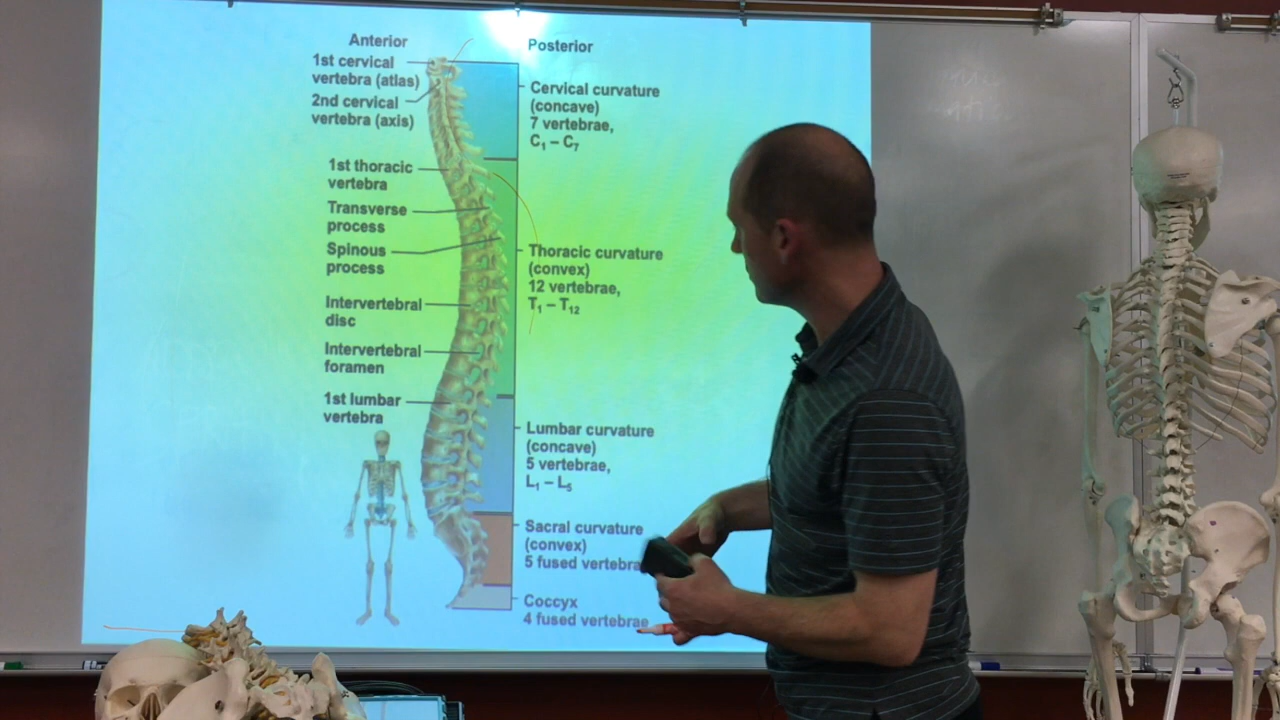 Anterior
1st cervical
vertebra (atlas)
2nd cervical
vertebra (axis)
1st thoracic
vertebra
Transverse
process
Spinous
process
Intervertebral
disc
Intervertebral
foramen
1st lumbar
vertebra
Posterior
Cervical curvature
(concave)
7 vertebrae,
C₁ – C₇
Thoracic curvature
(convex)
12 vertebrae,
T₁ – T₁₂
Lumbar curvature
(concave)
5 vertebrae,
L₁ – L₅
Sacral curvature
(convex)
5 fused vertebra
Coccyx
4 fused vertebrae